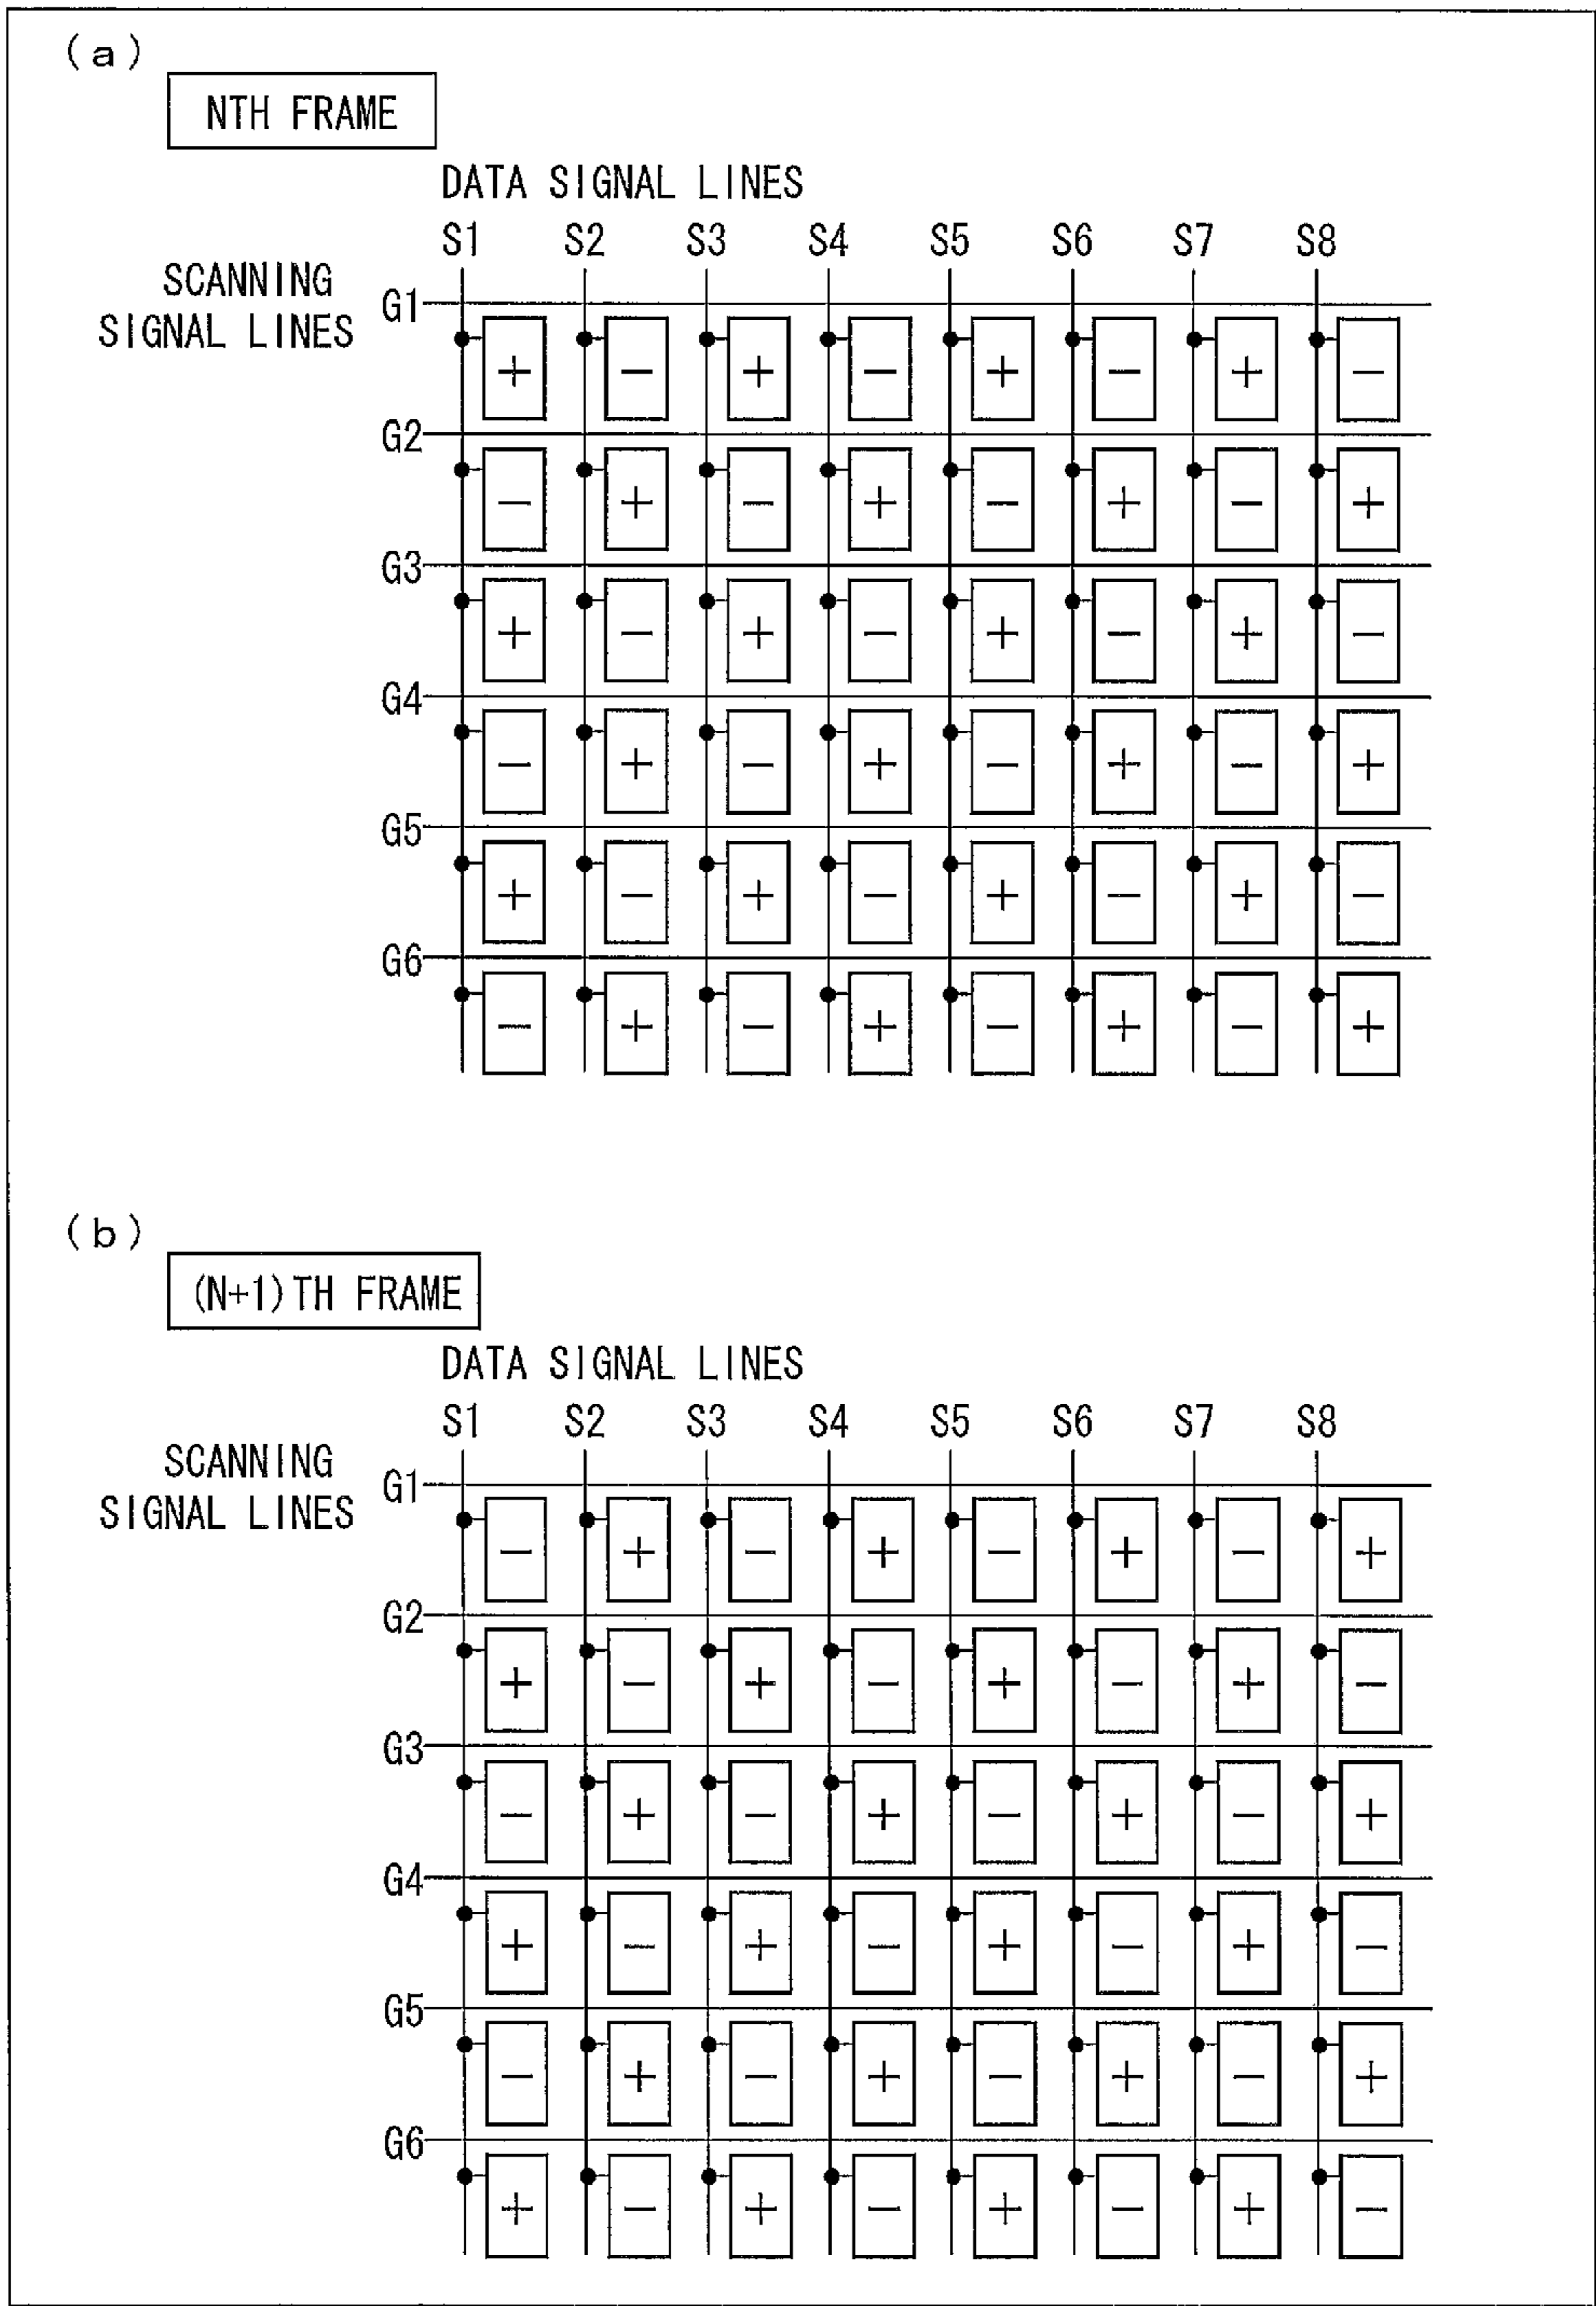 (a)
NTH FRAME
DATA SIGNAL LINES
S1 S2 S3 S4 S5 S6 S7 S8
SCANNING
SIGNAL LINES
G1
+ − + − + − + −
G2
− + − + − + − +
G3
+ − + − + − + −
G4
− + − + − + − +
G5
+ − + − + − + −
G6
− + − + − + − +
(b)
(N+1)TH FRAME
DATA SIGNAL LINES
S1 S2 S3 S4 S5 S6 S7 S8
SCANNING
SIGNAL LINES
G1
− + − + − + − +
G2
+ − + − + − + −
G3
− + − + − + − +
G4
+ − + − + − + −
G5
− + − + − + − +
G6
+ − + − + − + −